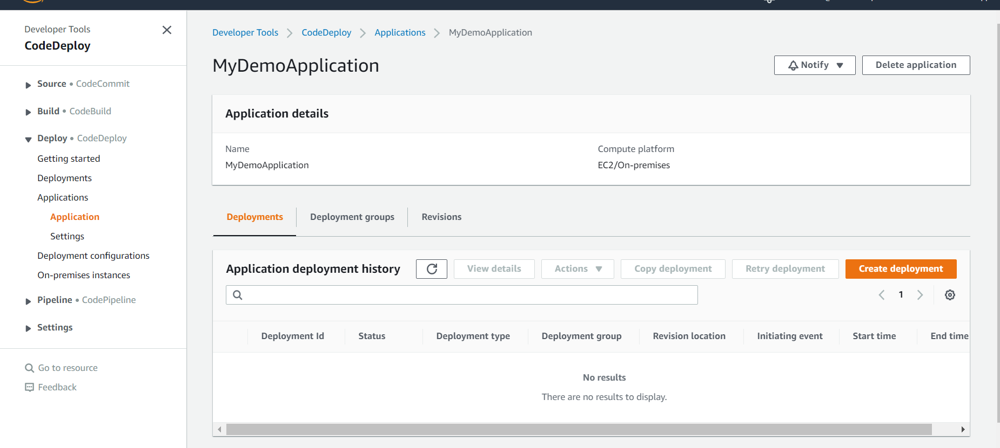 Developer Tools
CodeDeploy
Source • CodeCommit
Build • CodeBuild
Deploy • CodeDeploy
Getting started
Deployments
Applications
Application
Settings
Deployment configurations
On-premises instances
Pipeline • CodePipeline
Settings
Go to resource
Feedback
Developer Tools > CodeDeploy > Applications > MyDemoApplication
MyDemoApplication
Notify Delete application
Application details
Name Compute platform
MyDemoApplication EC2/On-premises
Deployments Deployment groups Revisions
Application deployment history View details Actions Copy deployment Retry deployment Create deployment
1
Deployment Id Status Deployment type Deployment group Revision location Initiating event Start time End time
No results
There are no results to display.